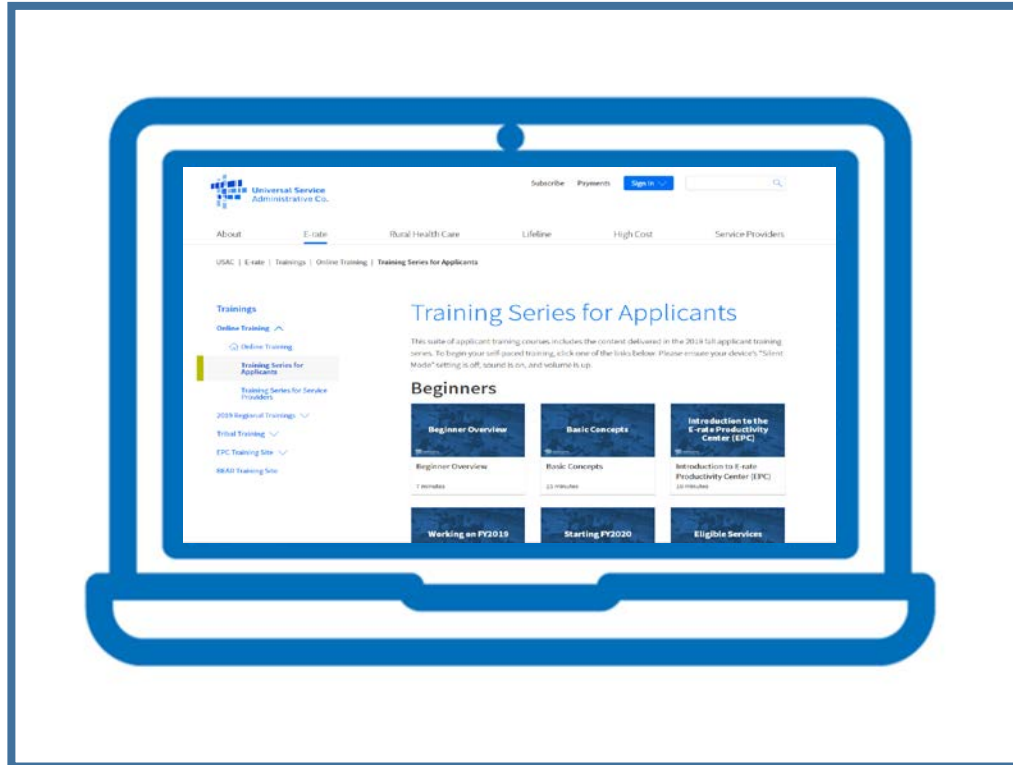 Universal Service
Administrative Co.
Subscribe Payments Sign In
About E-rate Rural Health Care Lifeline High Cost Service Providers
USAC | E-rate | Trainings | Online Training | Training Series for Applicants
Trainings
Online Training
Online Training
Training Series for
Applicants
Training Series for Service
Providers
2019 Regional Trainings
Tribal Training
EPC Training Site
BEAR Training Site
Training Series for Applicants
This suite of applicant training courses includes the content delivered in the 2019 fall applicant training
series. To begin your self-paced training, click one of the links below. Please ensure your device's "Silent
Mode" setting is off, sound is on, and volume is up.
Beginners
Beginner Overview
Basic Concepts
Introduction to the
E-rate Productivity
Center (EPC)
Beginner Overview
7 minutes
Basic Concepts
15 minutes
Introduction to E-rate
Productivity Center (EPC)
minutes
Working on FY2019
Starting FY2020
Eligible Services